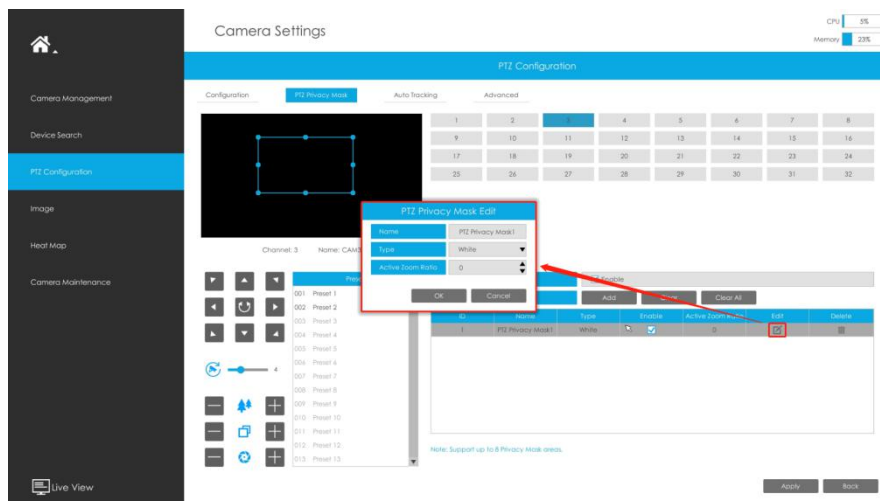 Camera Settings
CPU 5%
Memory 23%
PTZ Configuration
Camera Management
Device Search
PTZ Configuration
Image
Heat Map
Camera Maintenance
Live View
Configuration PTZ Privacy Mask Auto Tracking Advanced
1 2 3 4 5 6 7 8
9 10 11 12 13 14 15 16
17 18 19 20 21 22 23 24
25 26 27 28 29 30 31 32
PTZ Privacy Mask Edit
Name PTZ Privacy Mask1
Type White
Active Zoom Ratio 0
OK Cancel
Channel: 3 Name: CAM3
001 Preset 1
002 Preset 2
003 Preset 3
004 Preset 4
005 Preset 5
006 Preset 6
007 Preset 7
008 Preset 8
009 Preset 9
010 Preset 10
011 Preset 11
012 Preset 12
013 Preset 13
4
Enable
Add Clear All
ID Name Type Enable Active Zoom Ratio Edit Delete
1 PTZ Privacy Mask1 White 0
Note: Support up to 8 Privacy Mask areas.
Apply Back